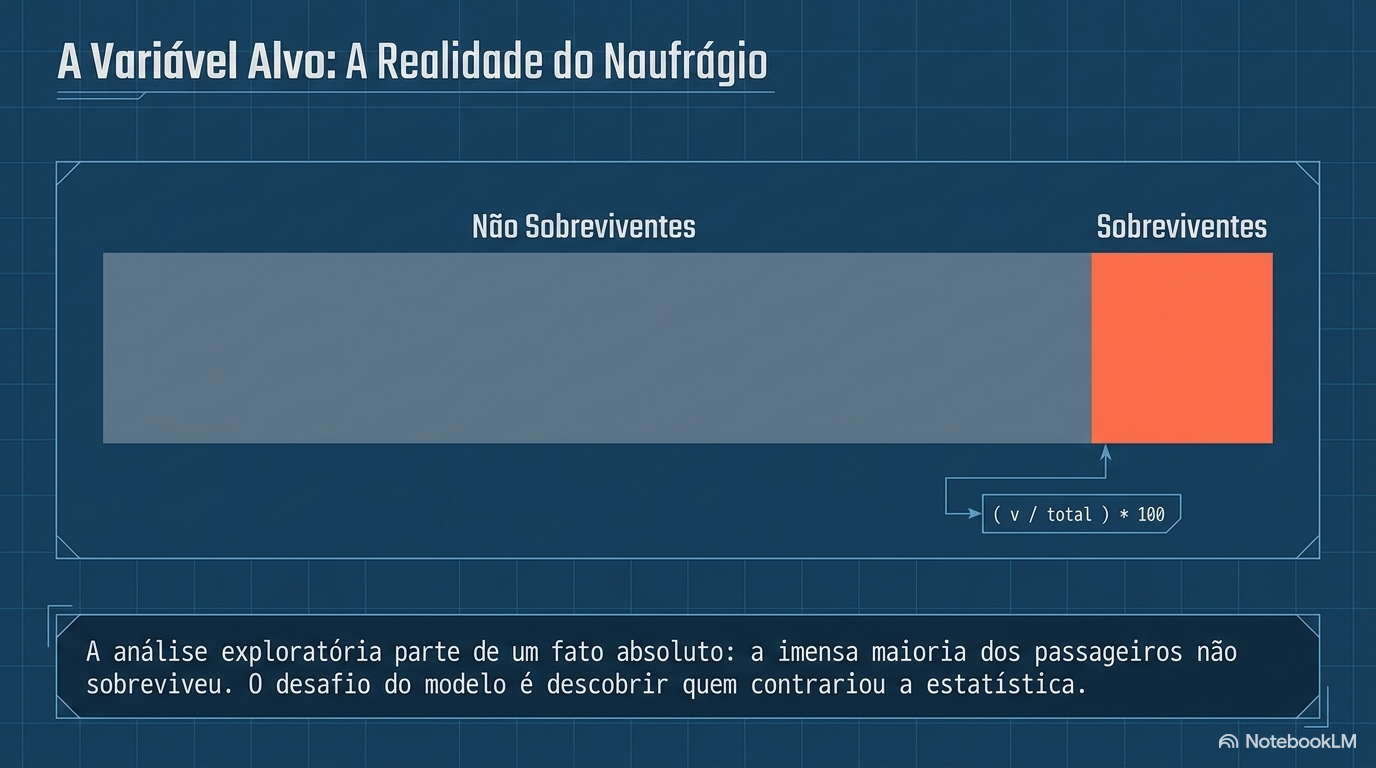 A Variável Alvo: A Realidade do Naufrágio
Não Sobreviventes
Sobreviventes
( v / total ) * 100
A análise exploratória parte de um fato absoluto: a imensa maioria dos passageiros não
sobreviveu. O desafio do modelo é descobrir quem contrariou a estatística.
NotebookLM